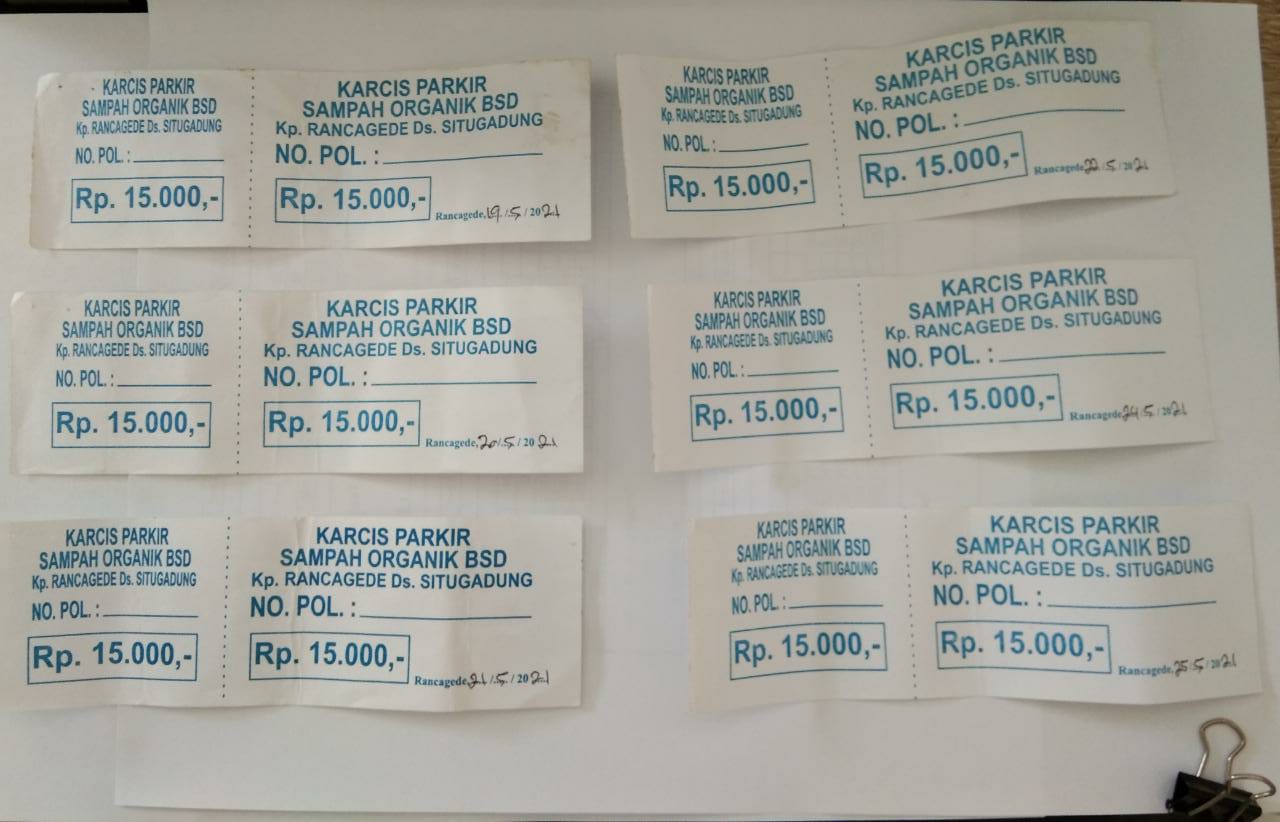 KARCIS PARKIR
SAMPAH ORGANIK BSD
Kp. RANCAGEDE Ds. SITUGADUNG
NO. POL. :
Rp. 15.000,-
KARCIS PARKIR
SAMPAH ORGANIK BSD
Kp. RANCAGEDE Ds. SITUGADUNG
NO. POL. :
Rp. 15.000,-
Rancagede, 19 / 5 / 2021
KARCIS PARKIR
SAMPAH ORGANIK BSD
Kp. RANCAGEDE Ds. SITUGADUNG
NO. POL. :
Rp. 15.000,-
KARCIS PARKIR
SAMPAH ORGANIK BSD
Kp. RANCAGEDE Ds. SITUGADUNG
NO. POL. :
Rp. 15.000,-
Rancagede, 22 / 5 / 2021
KARCIS PARKIR
SAMPAH ORGANIK BSD
Kp. RANCAGEDE Ds. SITUGADUNG
NO. POL. :
Rp. 15.000,-
KARCIS PARKIR
SAMPAH ORGANIK BSD
Kp. RANCAGEDE Ds. SITUGADUNG
NO. POL. :
Rp. 15.000,-
Rancagede, 20 / 5 / 2021
KARCIS PARKIR
SAMPAH ORGANIK BSD
Kp. RANCAGEDE Ds. SITUGADUNG
NO. POL. :
Rp. 15.000,-
KARCIS PARKIR
SAMPAH ORGANIK BSD
Kp. RANCAGEDE Ds. SITUGADUNG
NO. POL. :
Rp. 15.000,-
Rancagede, 24 / 5 / 2021
KARCIS PARKIR
SAMPAH ORGANIK BSD
Kp. RANCAGEDE Ds. SITUGADUNG
NO. POL. :
Rp. 15.000,-
KARCIS PARKIR
SAMPAH ORGANIK BSD
Kp. RANCAGEDE Ds. SITUGADUNG
NO. POL. :
Rp. 15.000,-
Rancagede, 21 / 5 / 2021
KARCIS PARKIR
SAMPAH ORGANIK BSD
Kp. RANCAGEDE Ds. SITUGADUNG
NO. POL. :
Rp. 15.000,-
KARCIS PARKIR
SAMPAH ORGANIK BSD
Kp. RANCAGEDE Ds. SITUGADUNG
NO. POL. :
Rp. 15.000,-
Rancagede, 25 / 5 / 2021